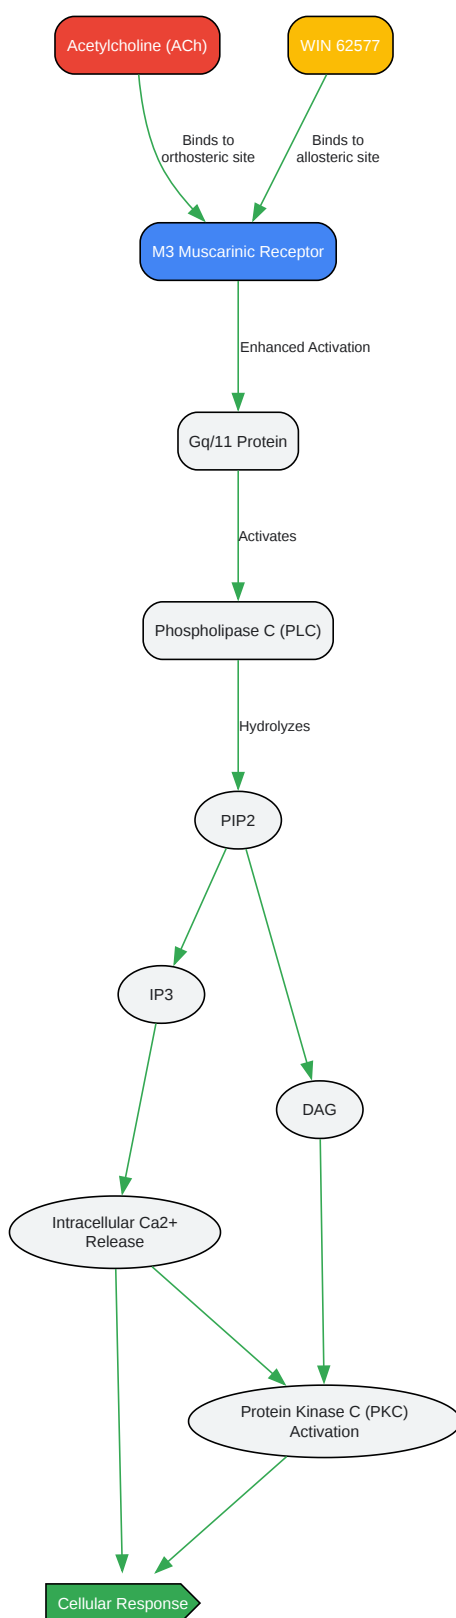 Acetylcholine (ACh)
WIN 62577
Binds to
orthosteric site
Binds to
allosteric site
M3 Muscarinic Receptor
Enhanced Activation
Gq/11 Protein
Activates
Phospholipase C (PLC)
Hydrolyzes
PIP2
IP3
DAG
Intracellular Ca2+
Release
Protein Kinase C (PKC)
Activation
Cellular Response